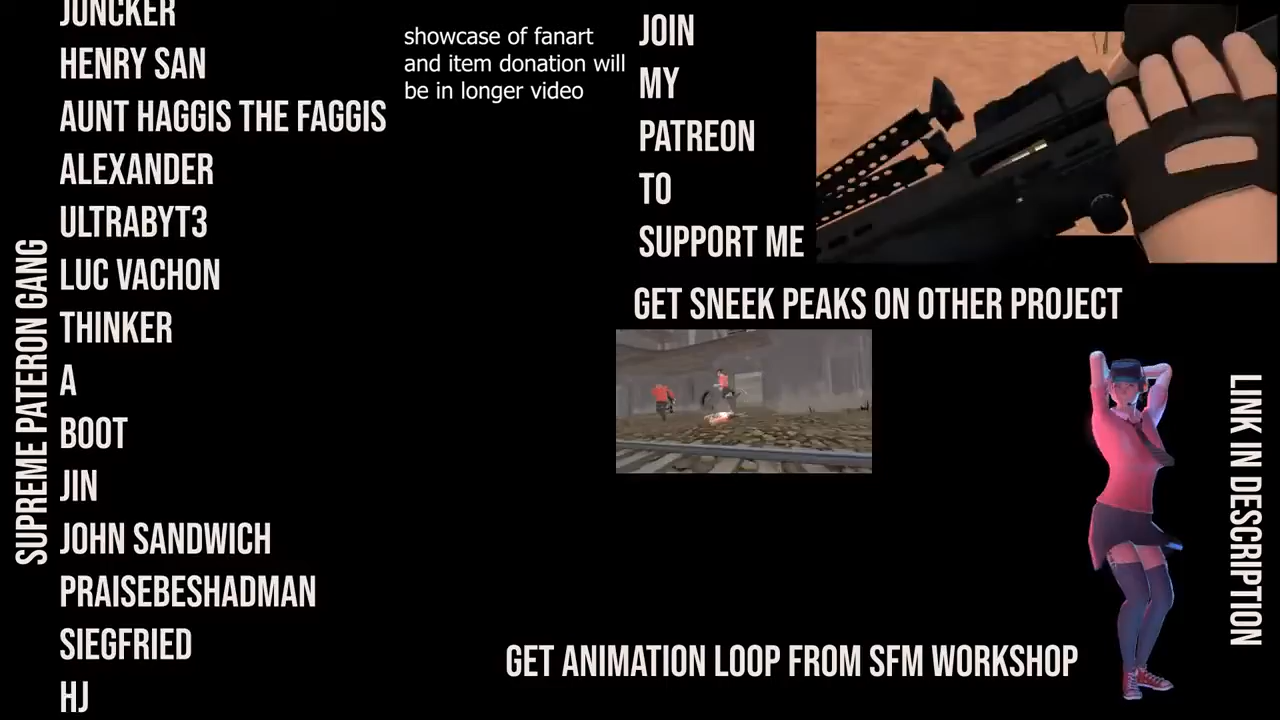 JUNCKER
HENRY SAN
AUNT HAGGIS THE FAGGIS
ALEXANDER
ULTRABYT3
LUC VACHON
THINKER
A
BOOT
JIN
JOHN SANDWICH
PRAISEBESHADMAN
SIEGFRIED
HJ
SUPREME PATERON GANG
showcase of fanart
and item donation will
be in longer video
JOIN
MY
PATREON
TO
SUPPORT ME
GET SNEEK PEAKS ON OTHER PROJECT
GET ANIMATION LOOP FROM SFM WORKSHOP
LINK IN DESCRIPTION